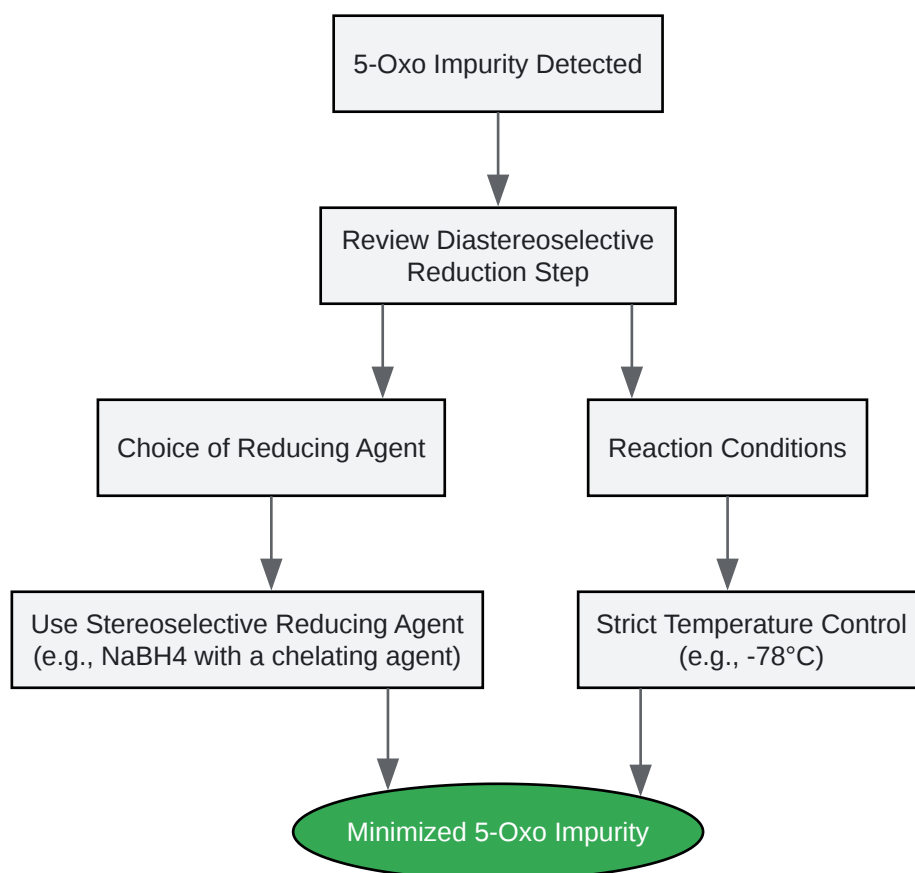 5-Oxo Impurity Detected
Review Diastereoselective
Reduction Step
Choice of Reducing Agent
Reaction Conditions
Use Stereoselective Reducing Agent
(e.g., NaBH4 with a chelating agent)
Strict Temperature Control
(e.g., -78°C)
Minimized 5-Oxo Impurity